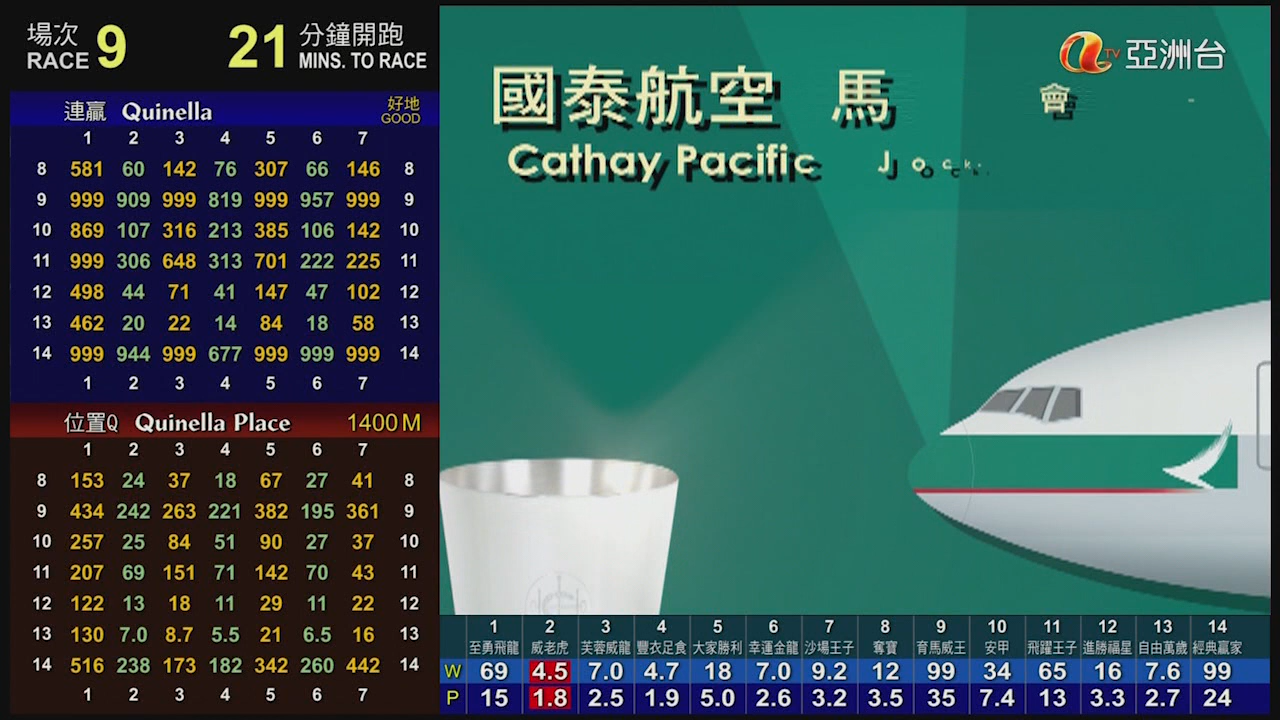 場次 9 21 分鐘開跑
RACE MINS. TO RACE
連贏 Quinella 好地 GOOD
1 2 3 4 5 6 7
8 581 60 142 76 307 66 146 8
9 999 909 999 819 999 957 999 9
10 869 107 316 213 385 106 142 10
11 999 306 648 313 701 222 225 11
12 498 44 71 41 147 47 102 12
13 462 20 22 14 84 18 58 13
14 999 944 999 677 999 999 999 14
1 2 3 4 5 6 7
位置Q Quinella Place 1400M
1 2 3 4 5 6 7
8 153 24 37 18 67 27 41 8
9 434 242 263 221 382 195 361 9
10 257 25 84 51 90 27 37 10
11 207 69 151 71 142 70 43 11
12 122 13 18 11 29 11 22 12
13 130 7.0 8.7 5.5 21 6.5 16 13
14 516 238 173 182 342 260 442 14
1 2 3 4 5 6 7
TV 亞洲台
國泰航空 馬 會
Cathay Pacific Jock
1 2 3 4 5 6 7 8 9 10 11 12 13 14
至勇飛龍 威老虎 芙蓉威龍 豐衣足食 大家勝利 幸運金龍 沙場王子 奪寶 育馬威王 安甲 飛躍王子 進勝福星 自由萬歲 經典贏家
W 69 4.5 7.0 4.7 18 7.0 9.2 12 99 34 65 16 7.6 99
P 15 1.8 2.5 1.9 5.0 2.6 3.2 3.5 35 7.4 13 3.3 2.7 24